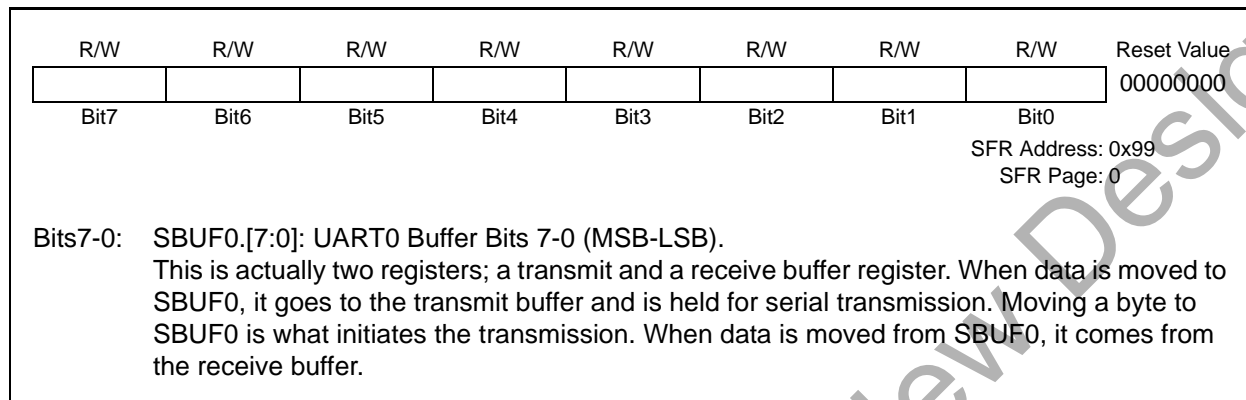 R/W R/W R/W R/W R/W R/W R/W R/W Reset Value
00000000
Bit7 Bit6 Bit5 Bit4 Bit3 Bit2 Bit1 Bit0
SFR Address: 0x99
SFR Page: 0
Bits7-0: SBUF0.[7:0]: UART0 Buffer Bits 7-0 (MSB-LSB).
This is actually two registers; a transmit and a receive buffer register. When data is moved to
SBUF0, it goes to the transmit buffer and is held for serial transmission. Moving a byte to
SBUF0 is what initiates the transmission. When data is moved from SBUF0, it comes from
the receive buffer.